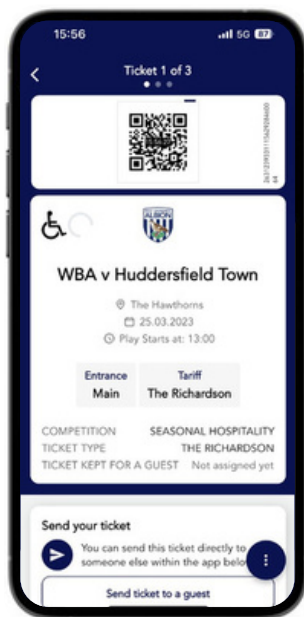 15:56 5G 87
Ticket 1 of 3
ALBION
WBA v Huddersfield Town
The Hawthorns
25.03.2023
Play Starts at: 13:00
Entrance Tariff
Main The Richardson
COMPETITION SEASONAL HOSPITALITY
TICKET TYPE THE RICHARDSON
TICKET KEPT FOR A GUEST Not assigned yet
Send your ticket
You can send this ticket directly to
someone else within the app belo
Send ticket to a guest